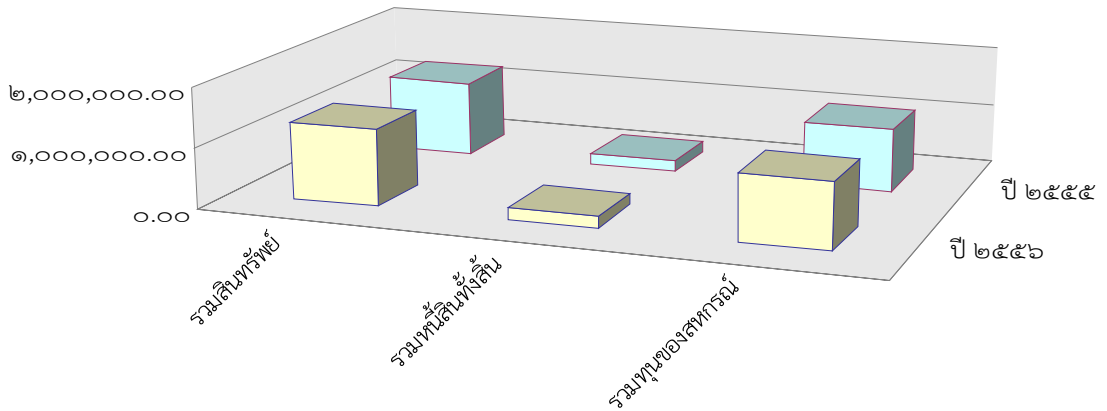 ๒,๐๐๐,๐๐๐.๐๐
๑,๐๐๐,๐๐๐.๐๐
๐.๐๐
ปี ๒๕๕๕
ปี ๒๕๕๖
รวมสินทรัพย์
รวมหนี้สินทั้งสิ้น
รวมทุนของสหกรณ์